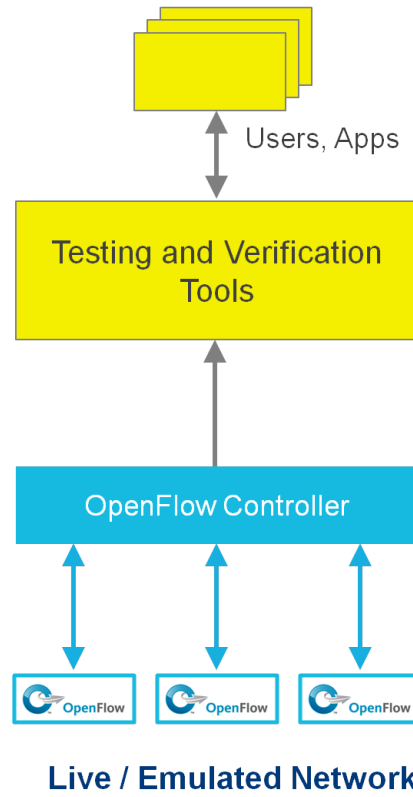 Users, Apps
Testing and Verification
Tools
OpenFlow Controller
OpenFlow
OpenFlow
OpenFlow
Live / Emulated Network